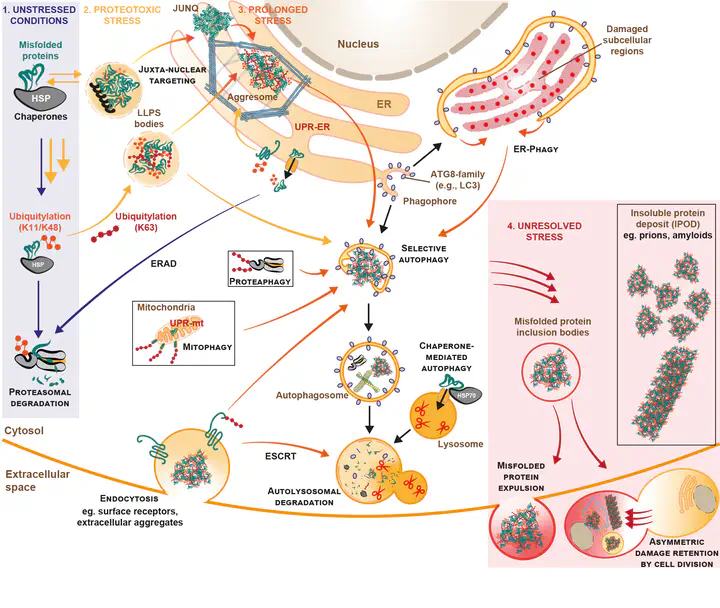 1. UNSTRESSED
CONDITIONS
2. PROTEOTOXIC
STRESS
JUNQ
3. PROLONGED
STRESS
Nucleus
Damaged
subcellular
regions
Misfolded
proteins
HSP
Chaperones
JUXTA-NUCLEAR
TARGETING
Aggresome
ER
LLPS
bodies
UPR-ER
ER-PHAGY
ATG8-family
(e.g., LC3)
Phagophore
Ubiquitylation
(K11/K48)
Ubiquitylation
(K63)
HSP
ERAD
SELECTIVE
AUTOPHAGY
PROTEAPHAGY
Mitochondria
UPR-mt
MITOPHAGY
4. UNRESOLVED
STRESS
Insoluble protein
deposit (IPOD)
eg. prions, amyloids
Misfolded protein
inclusion bodies
PROTEASOMAL
DEGRADATION
CHAPERONE-
MEDIATED
AUTOPHAGY
HSP70
Autophagosome
Lysosome
Cytosol
Extracellular
space
ESCRT
ENDOCYTOSIS
eg. surface receptors,
extracellular aggregates
AUTOLYSOSOMAL
DEGRADATION
MISFOLDED
PROTEIN
EXPULSION
ASYMMETRIC
DAMAGE RETENTION
BY CELL DIVISION